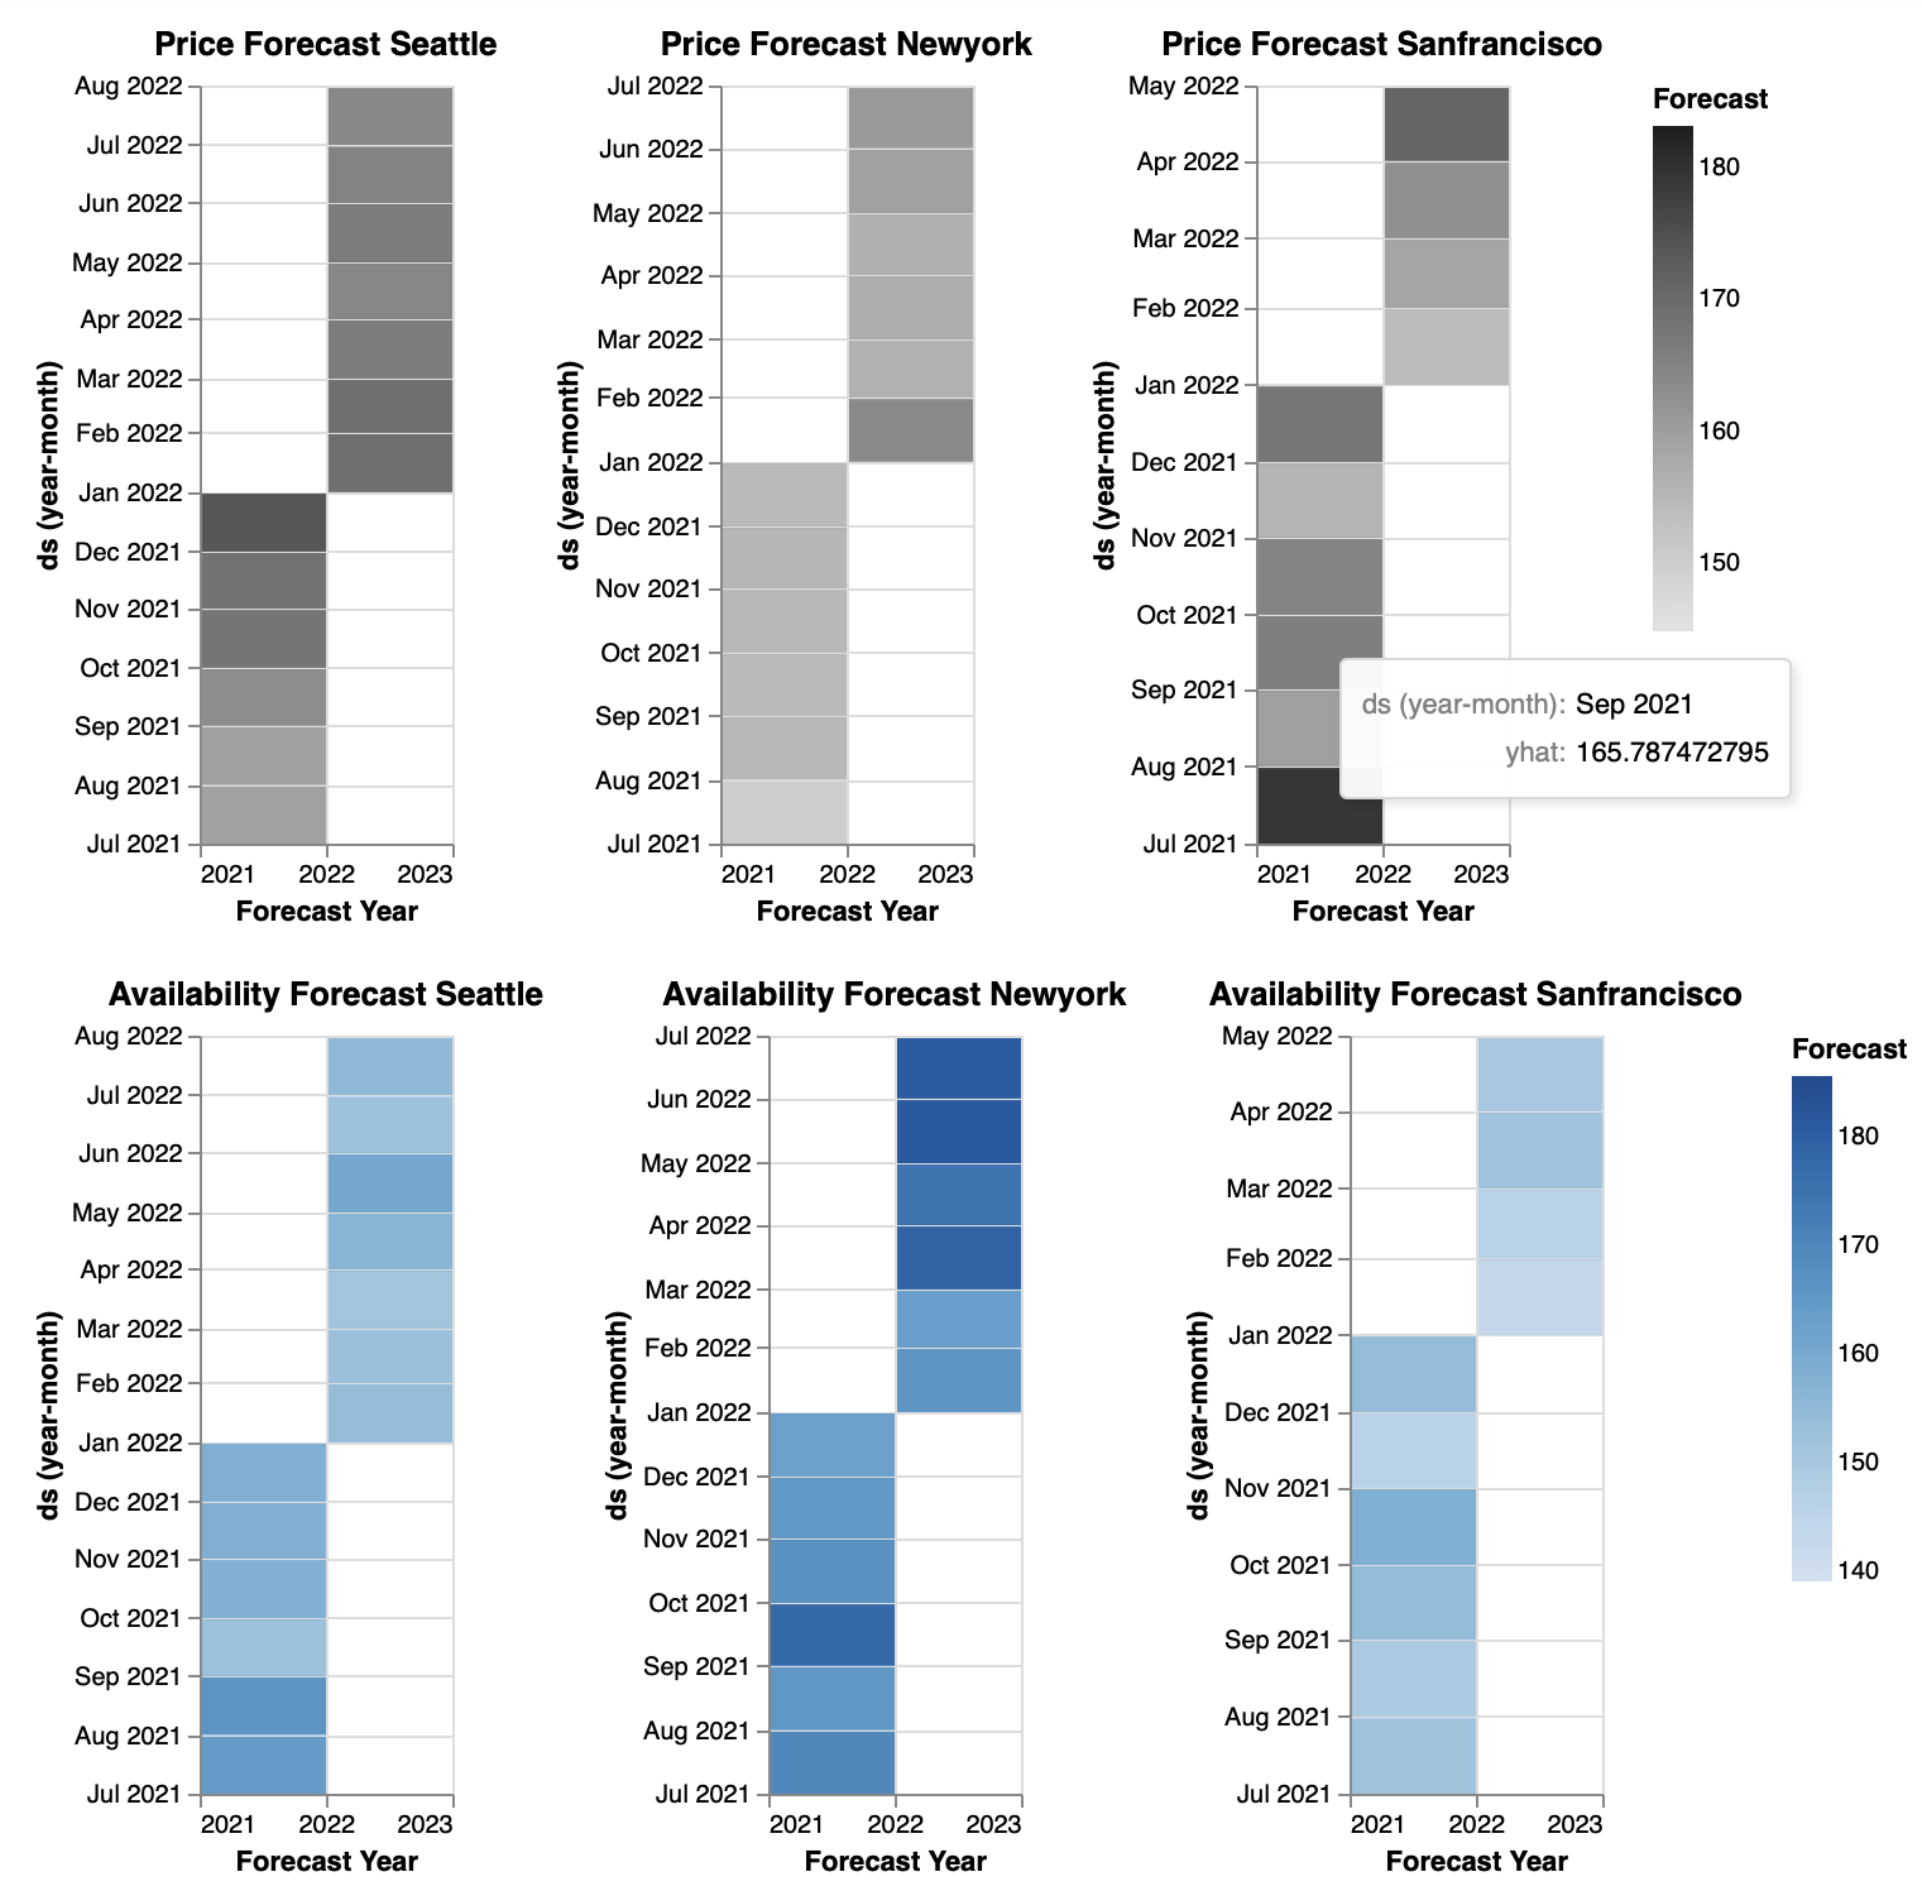 Price Forecast Seattle
Aug 2022
Jul 2022
Jun 2022
May 2022
Apr 2022
Mar 2022
Feb 2022
Jan 2022
Dec 2021
Nov 2021
Oct 2021
Sep 2021
Aug 2021
Jul 2021
ds (year-month)
2021 2022 2023
Forecast Year
Price Forecast Newyork
Jul 2022
Jun 2022
May 2022
Apr 2022
Mar 2022
Feb 2022
Jan 2022
Dec 2021
Nov 2021
Oct 2021
Sep 2021
Aug 2021
Jul 2021
ds (year-month)
2021 2022 2023
Forecast Year
Price Forecast Sanfrancisco
May 2022
Apr 2022
Mar 2022
Feb 2022
Jan 2022
Dec 2021
Nov 2021
Oct 2021
Sep 2021
Aug 2021
Jul 2021
ds (year-month)
2021 2022 2023
Forecast Year
ds (year-month): Sep 2021
yhat: 165.787472795
Forecast
180
170
160
150
Availability Forecast Seattle
Aug 2022
Jul 2022
Jun 2022
May 2022
Apr 2022
Mar 2022
Feb 2022
Jan 2022
Dec 2021
Nov 2021
Oct 2021
Sep 2021
Aug 2021
Jul 2021
ds (year-month)
2021 2022 2023
Forecast Year
Availability Forecast Newyork
Jul 2022
Jun 2022
May 2022
Apr 2022
Mar 2022
Feb 2022
Jan 2022
Dec 2021
Nov 2021
Oct 2021
Sep 2021
Aug 2021
Jul 2021
ds (year-month)
2021 2022 2023
Forecast Year
Availability Forecast Sanfrancisco
May 2022
Apr 2022
Mar 2022
Feb 2022
Jan 2022
Dec 2021
Nov 2021
Oct 2021
Sep 2021
Aug 2021
Jul 2021
ds (year-month)
2021 2022 2023
Forecast Year
Forecast
180
170
160
150
140